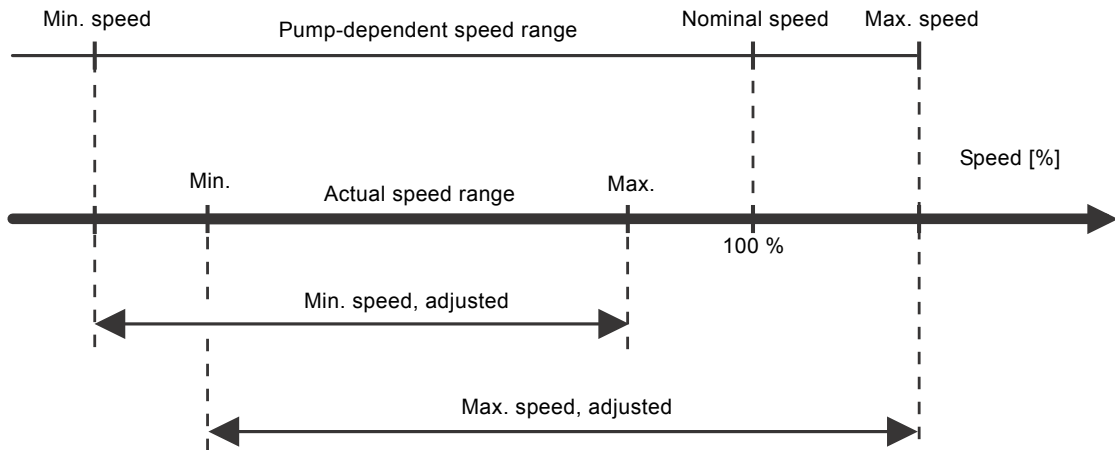 Min. speed
Pump-dependent speed range
Nominal speed
Max. speed
Speed [%]
Min.
Actual speed range
Max.
100 %
Min. speed, adjusted
Max. speed, adjusted